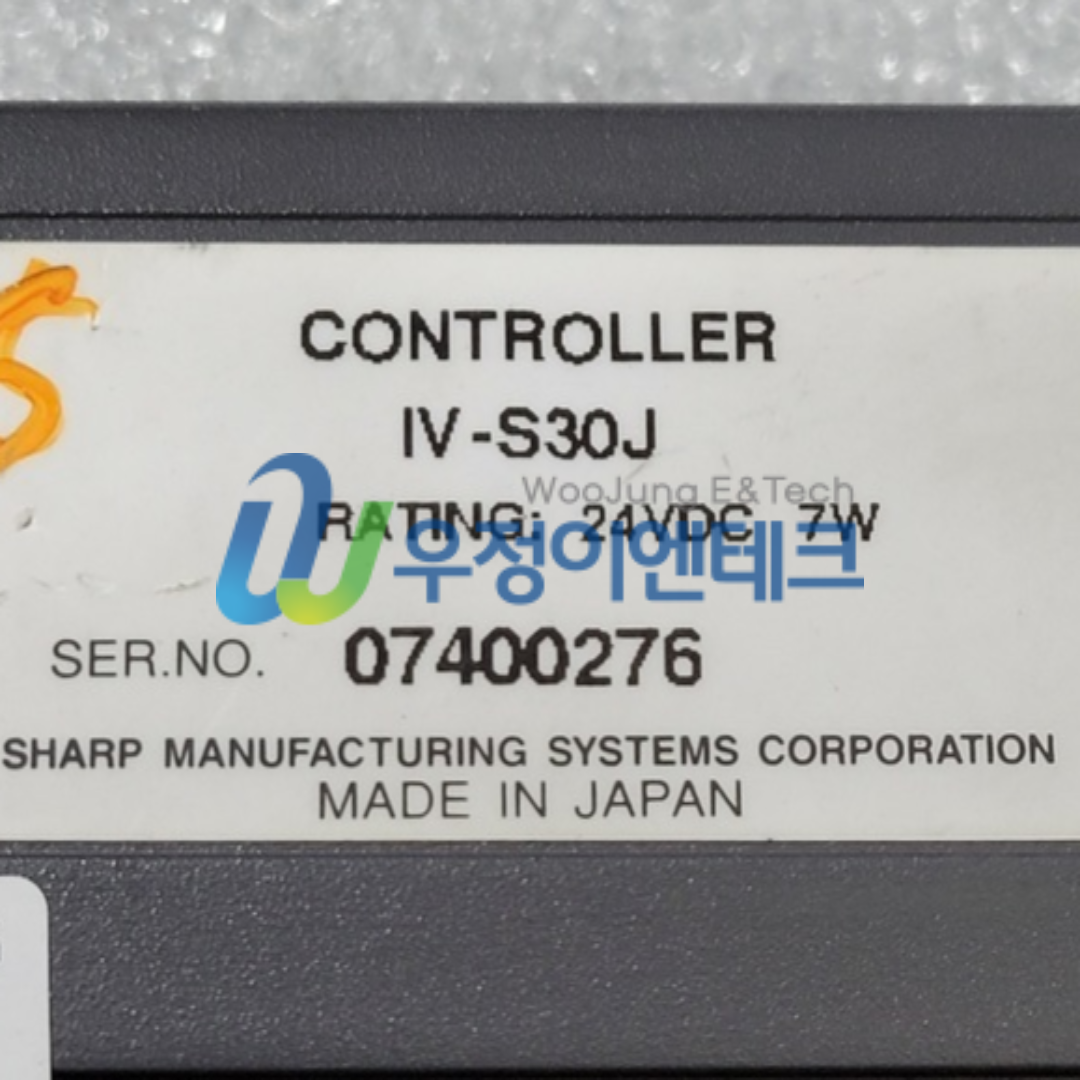 CONTROLLER
IV-S30J
WooJung E&Tech
RATING: 24VDC 7W
우정이엔테크
SER.NO. 07400276
SHARP MANUFACTURING SYSTEMS CORPORATION
MADE IN JAPAN